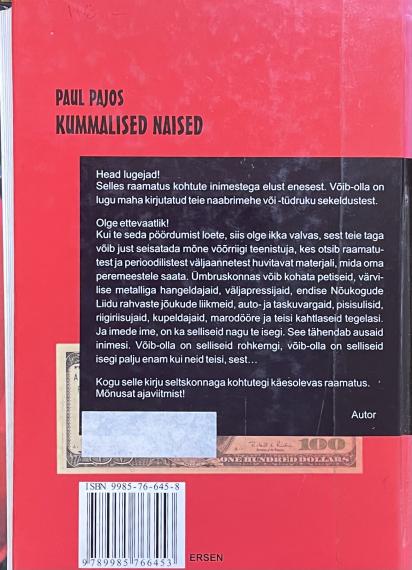 PAUL PAJOS
KUMMALISED NAISED
Head lugejad!
Selles raamatus kohtute inimestega elust enesest. Võib-olla on
lugu maha kirjutatud teie naabrimehe või -tüdruku sekeldustest.
Olge ettevaatlik!
Kui te seda pöördumist loete, siis olge ikka valvas, sest teie taga
võib just seisatada mõne võõrriigi teenistuja, kes otsib raamatu-
test ja perioodilistest väljaannetest huvitavat materjali, mida oma
peremeestele saata. Ümbruskonnas võib kohata petiseid, värvi-
lise metalliga hangeldajaid, väljapressijaid, endise Nõukogude
Liidu rahvaste jõukude liikmeid, auto- ja taskuvargaid, pisisulisid,
riigiriisujaid, kupeldajaid, marodööre ja teisi kahtlaseid tegelasi.
Ja imede ime, on ka selliseid nagu te isegi. See tähendab ausaid
inimesi. Võib-olla on selliseid rohkemgi, võib-olla on selliseid
isegi palju enam kui neid teisi, sest...
Kogu selle kirju seltskonnaga kohtutegi käesolevas raamatus.
Mõnusat ajaviitmist!
Autor
100
ONE HUNDRED DOLLARS
ISBN 9985-76-645-8
9 789985 766453
ERSEN